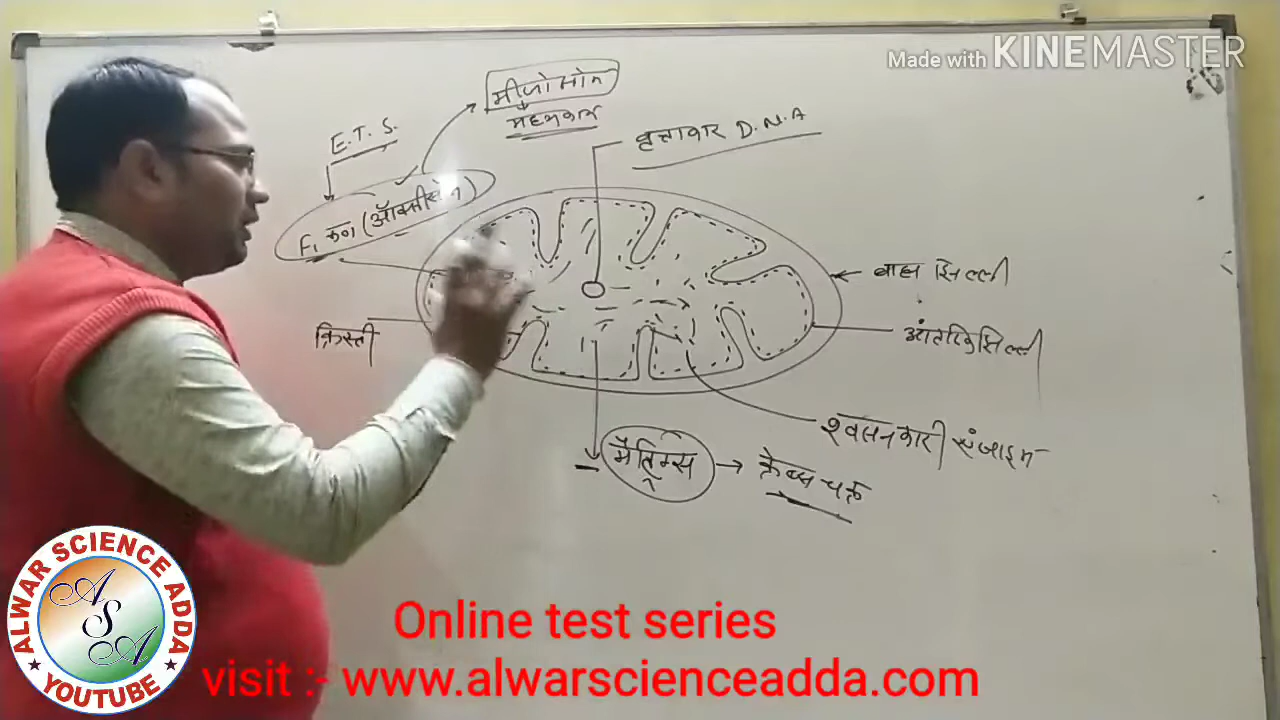 Made with KINEMASTER
E.T.S.
वृत्ताकार D.N.A
F₁ कण (ऑक्सीसोम)
बाह्य झिल्ली
क्रिस्टी
श्वसनकारी एंजाइम
मैट्रिक्स → क्रेब्स चक्र
ALWAR SCIENCE ADDA
ASA
YOUTUBE
Online test series
visit :- www.alwarscienceadda.com